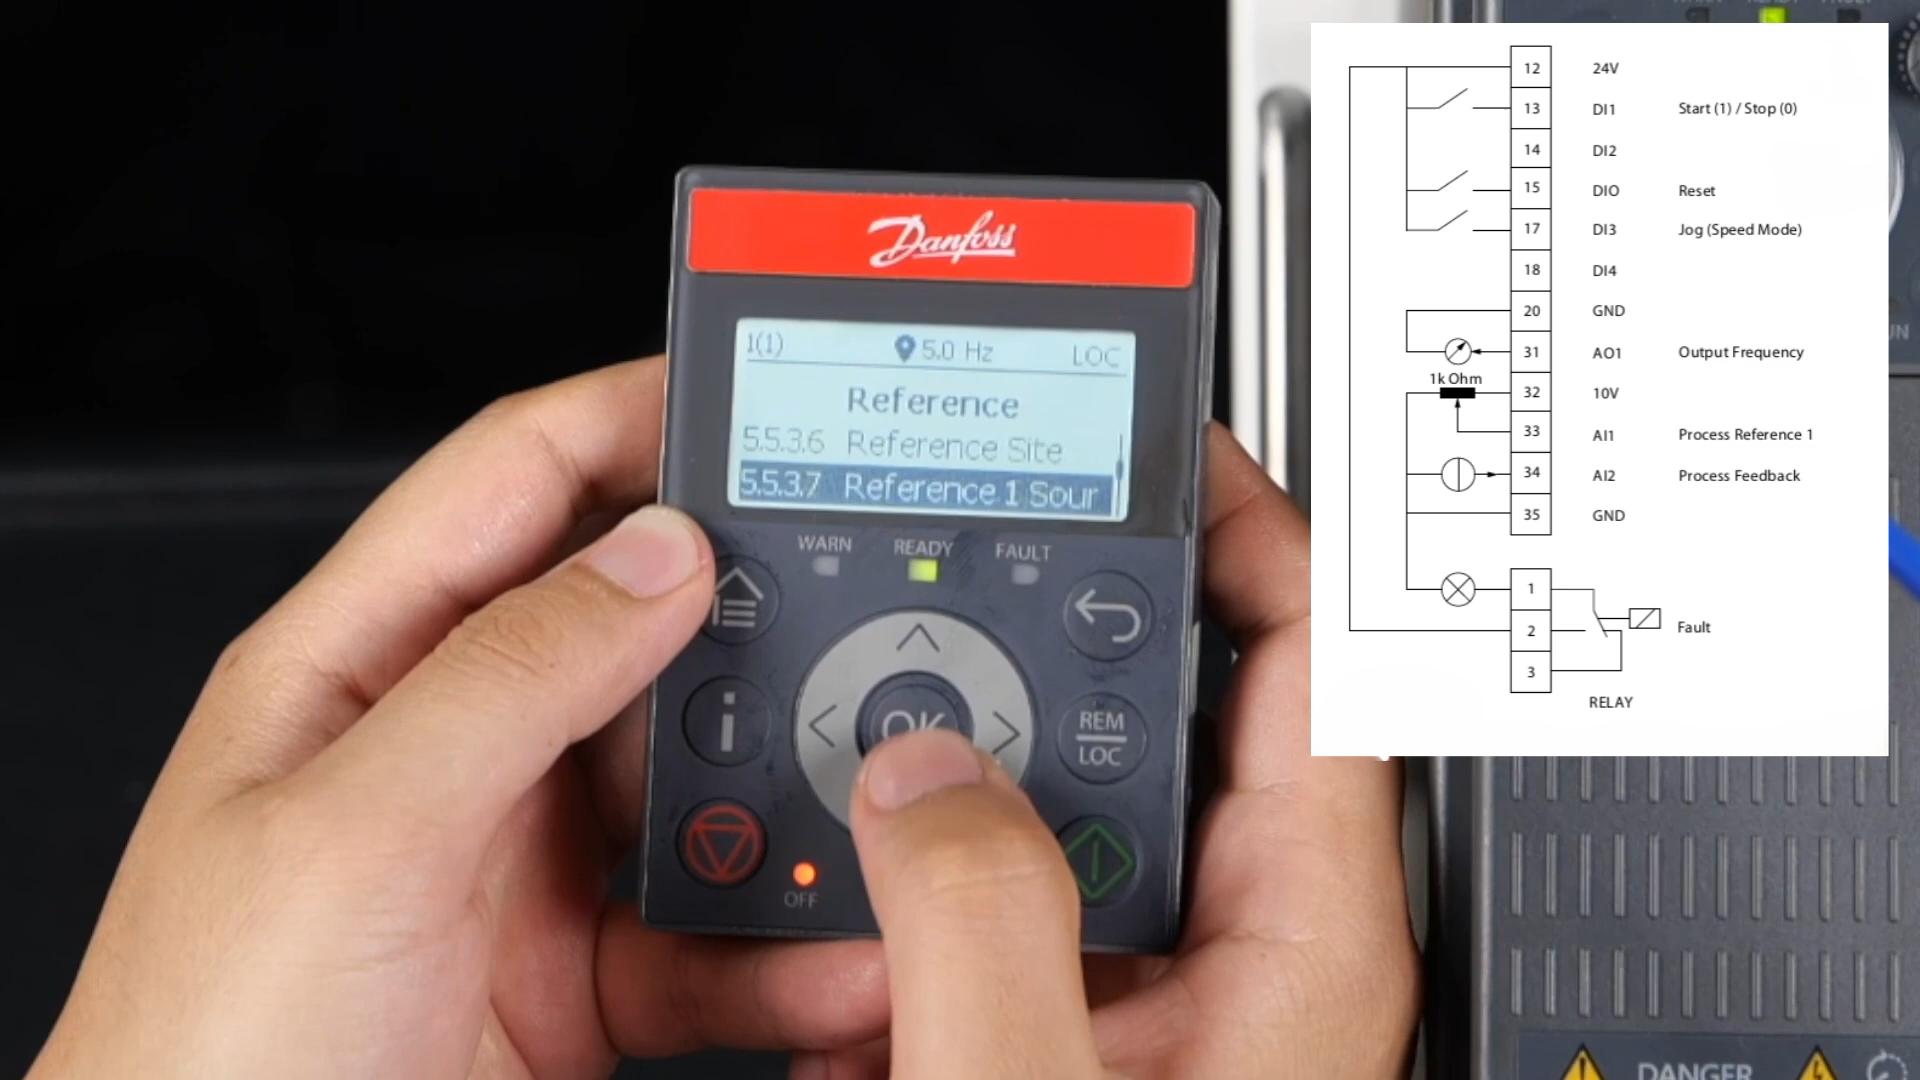 Danfoss
1(1) 5.0 Hz LOC
Reference
5.5.3.6 Reference Site
5.5.3.7 Reference 1 Sour
WARN READY FAULT
OK
REM
LOC
OFF
12 24V
13 DI1 Start (1) / Stop (0)
14 DI2
15 DIO Reset
17 DI3 Jog (Speed Mode)
18 DI4
20 GND
31 AO1 Output Frequency
1k Ohm
32 10V
33 AI1 Process Reference 1
34 AI2 Process Feedback
35 GND
1
2 Fault
3
RELAY
DANGER